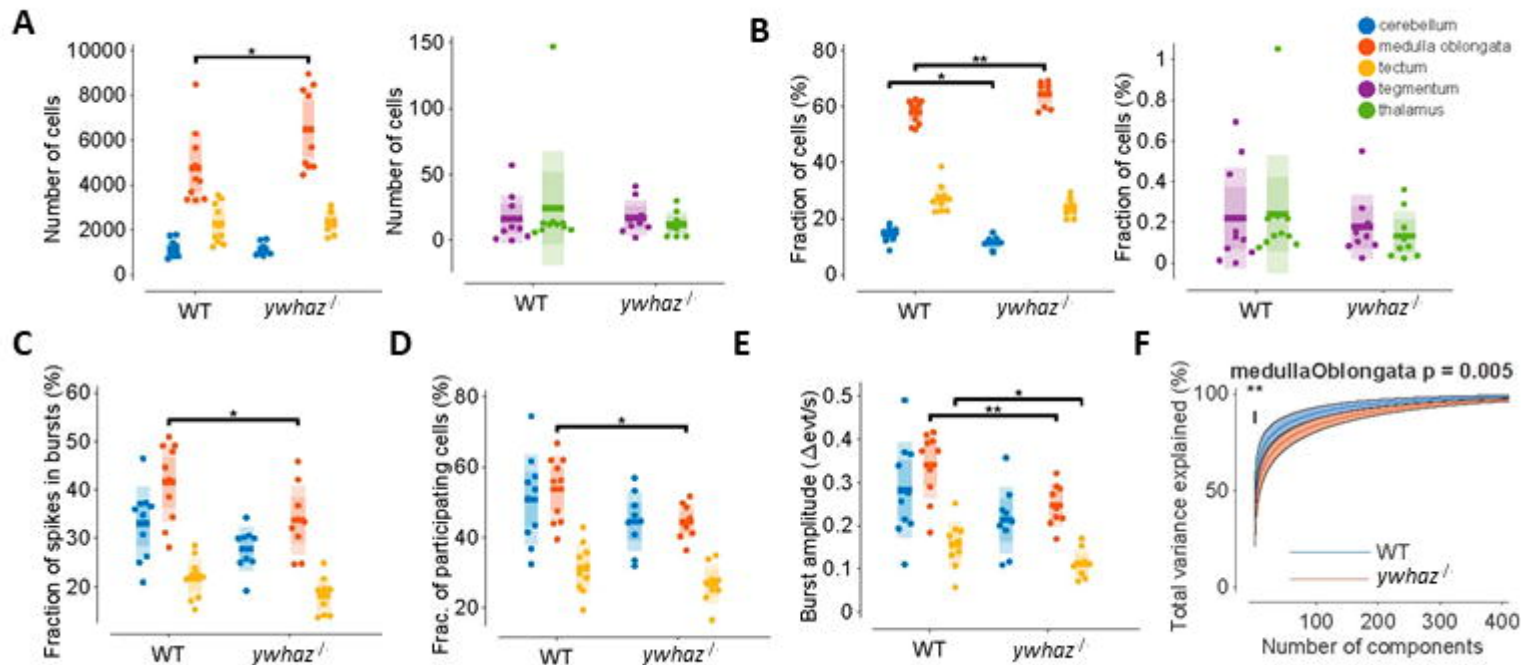 A
Number of cells
10000
8000
6000
4000
2000
0
*
WT
ywhaz-/
Number of cells
150
100
50
0
WT
ywhaz-/
B
Fraction of cells (%)
80
60
40
20
0
**
*
WT
ywhaz-/
Fraction of cells (%)
1
0.8
0.6
0.4
0.2
0
WT
ywhaz-/
cerebellum
medulla oblongata
tectum
tegmentum
thalamus
C
Fraction of spikes in bursts (%)
60
50
40
30
20
*
WT
ywhaz-/
D
Frac. of participating cells (%)
80
60
40
20
*
WT
ywhaz-/
E
Burst amplitude (Δevt/s)
0.5
0.4
0.3
0.2
0.1
0
*
**
WT
ywhaz-/
F
medullaOblongata p = 0.005
**
Total variance explained (%)
100
50
0
WT
ywhaz-/
100 200 300 400
Number of components